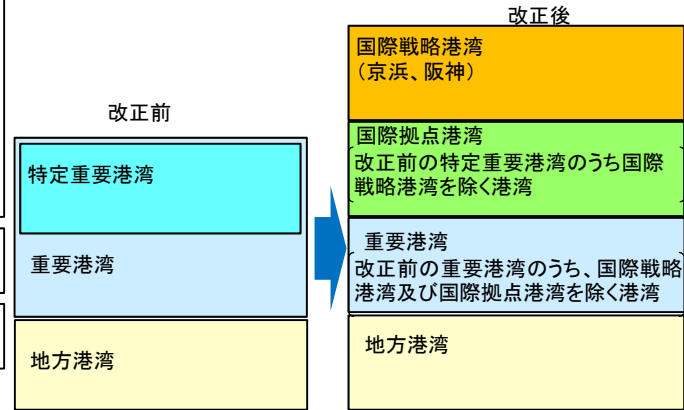 改正前
特定重要港湾
重要港湾
地方港湾
改正後
国際戦略港湾
(京浜、阪神)
国際拠点港湾
改正前の特定重要港湾のうち国際
戦略港湾を除く港湾
重要港湾
改正前の重要港湾のうち、国際戦略
港湾及び国際拠点港湾を除く港湾
地方港湾